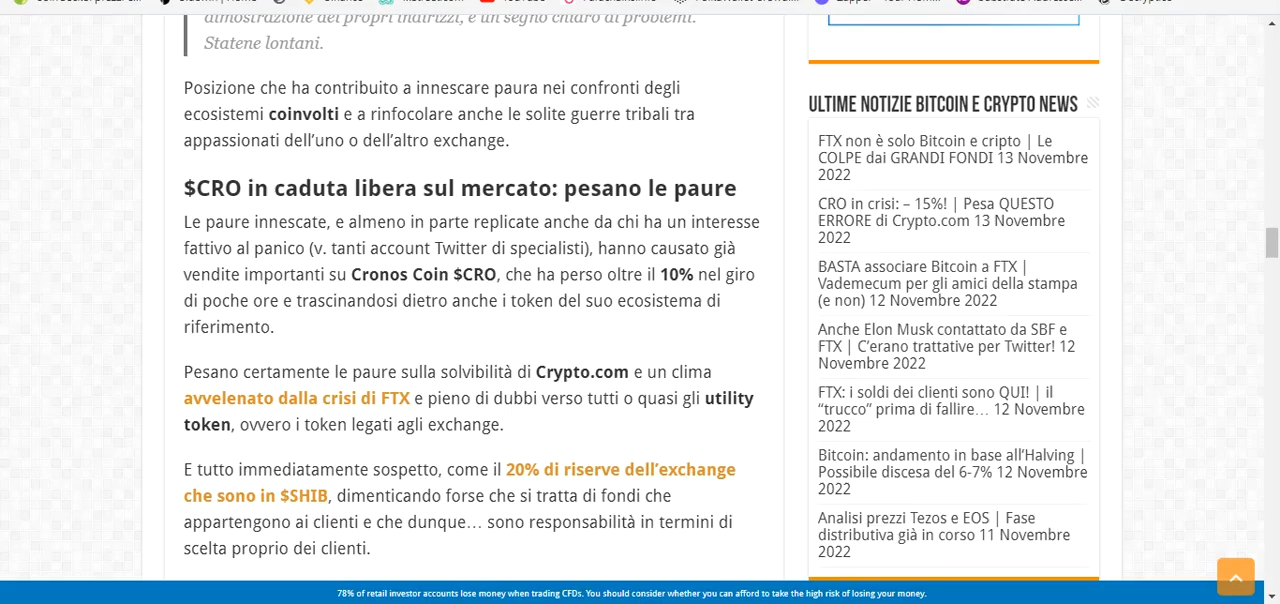 dimostrazione dei propri indirizzi, è un segno chiaro di problemi.
Statene lontani.
Posizione che ha contribuito a innescare paura nei confronti degli
ecosistemi coinvolti e a rinfocolare anche le solite guerre tribali tra
appassionati dell’uno o dell’altro exchange.
$CRO in caduta libera sul mercato: pesano le paure
Le paure innescate, e almeno in parte replicate anche da chi ha un interesse
fattivo al panico (v. tanti account Twitter di specialisti), hanno causato già
vendite importanti su Cronos Coin $CRO, che ha perso oltre il 10% nel giro
di poche ore e trascinandosi dietro anche i token del suo ecosistema di
riferimento.
Pesano certamente le paure sulla solvibilità di Crypto.com e un clima
avvelenato dalla crisi di FTX e pieno di dubbi verso tutti o quasi gli utility
token, ovvero i token legati agli exchange.
E tutto immediatamente sospetto, come il 20% di riserve dell’exchange
che sono in $SHIB, dimenticando forse che si tratta di fondi che
appartengono ai clienti e che dunque… sono responsabilità in termini di
scelta proprio dei clienti.
ULTIME NOTIZIE BITCOIN E CRYPTO NEWS
FTX non è solo Bitcoin e cripto | Le
COLPE dai GRANDI FONDI 13 Novembre
2022
CRO in crisi: – 15%! | Pesa QUESTO
ERRORE di Crypto.com 13 Novembre
2022
BASTA associare Bitcoin a FTX |
Vademecum per gli amici della stampa
(e non) 12 Novembre 2022
Anche Elon Musk contattato da SBF e
FTX | C’erano trattative per Twitter! 12
Novembre 2022
FTX: i soldi dei clienti sono QUI! | il
“trucco” prima di fallire… 12 Novembre
2022
Bitcoin: andamento in base all’Halving |
Possibile discesa del 6-7% 12 Novembre
2022
Analisi prezzi Tezos e EOS | Fase
distributiva già in corso 11 Novembre
2022
78% of retail investor accounts lose money when trading CFDs. You should consider whether you can afford to take the high risk of losing your money.